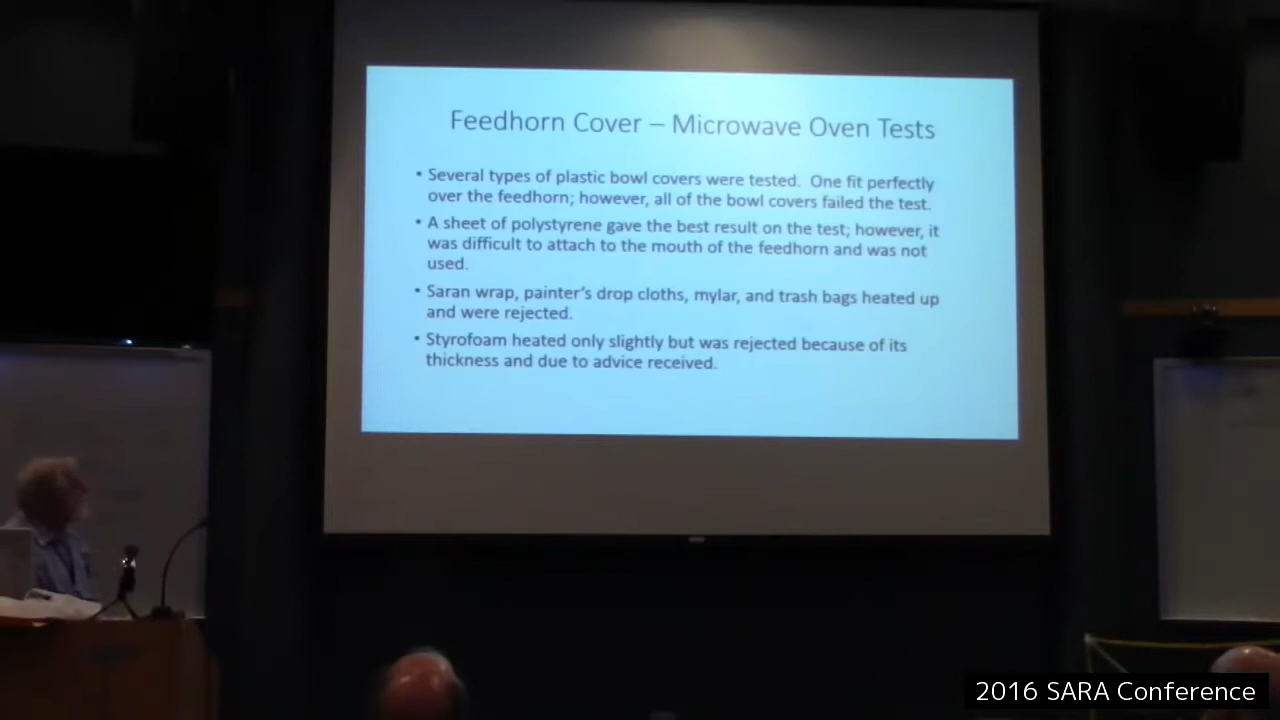 Feedhorn Cover – Microwave Oven Tests
• Several types of plastic bowl covers were tested.  One fit perfectly
over the feedhorn; however, all of the bowl covers failed the test.
• A sheet of polystyrene gave the best result on the test; however, it
was difficult to attach to the mouth of the feedhorn and was not
used.
• Saran wrap, painter's drop cloths, mylar, and trash bags heated up
and were rejected.
• Styrofoam heated only slightly but was rejected because of its
thickness and due to advice received.
2016 SARA Conference